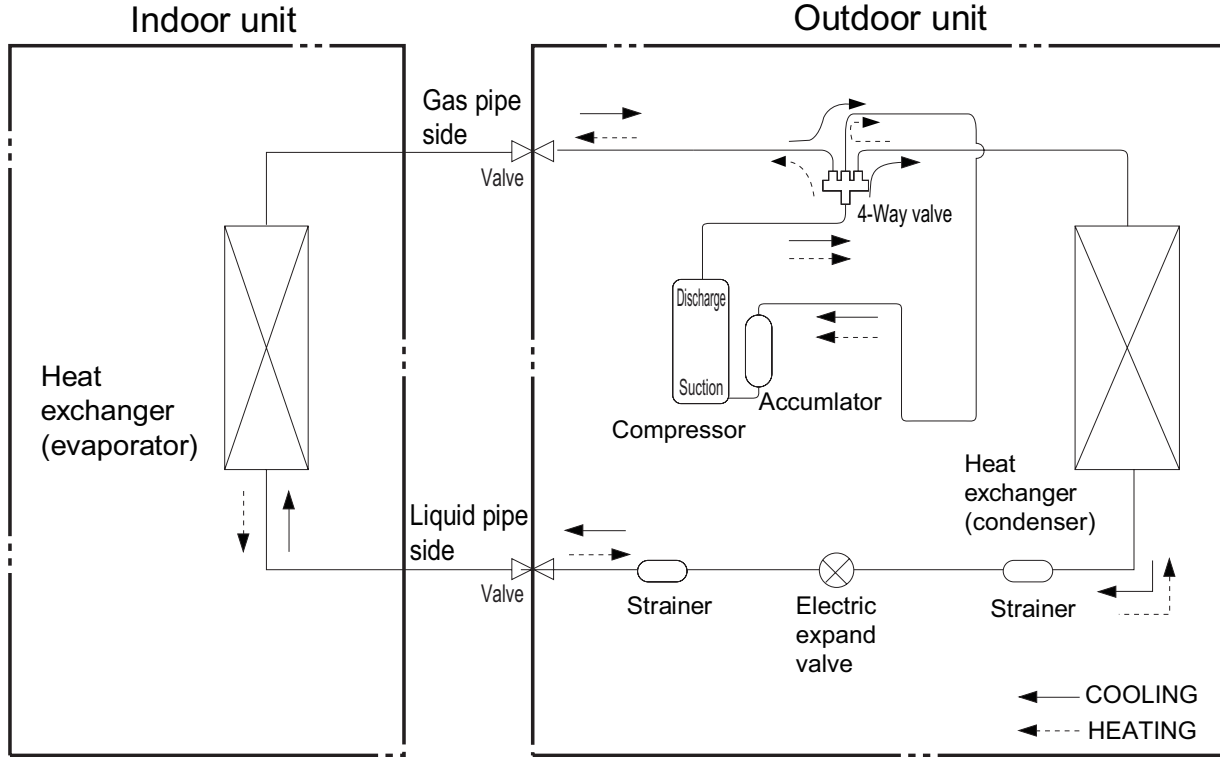 Indoor unit
Outdoor unit
Gas pipe
side
Valve
4-Way valve
Discharge
Suction
Compressor
Accumlator
Heat
exchanger
(evaporator)
Heat
exchanger
(condenser)
Liquid pipe
side
Valve
Strainer
Electric
expand
valve
Strainer
COOLING
HEATING